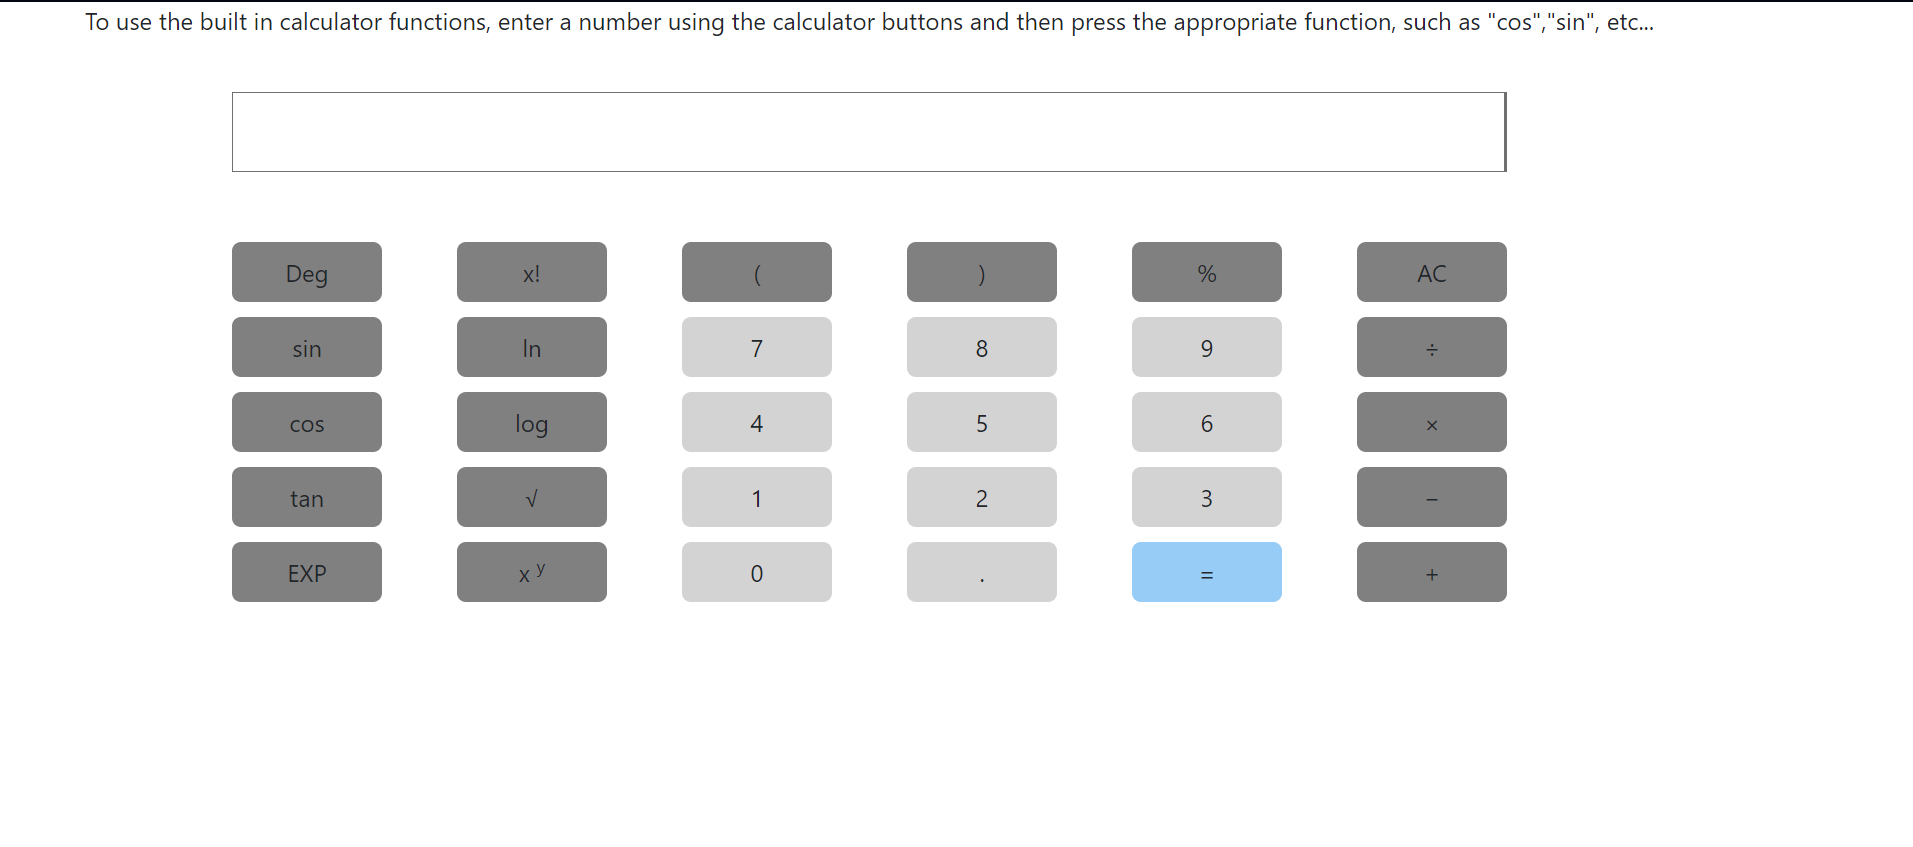 To use the built in calculator functions, enter a number using the calculator buttons and then press the appropriate function, such as "cos","sin", etc...
Deg x! ( ) % AC
sin ln 7 8 9 ÷
cos log 4 5 6 ×
tan √ 1 2 3 −
EXP x y 0 . = +